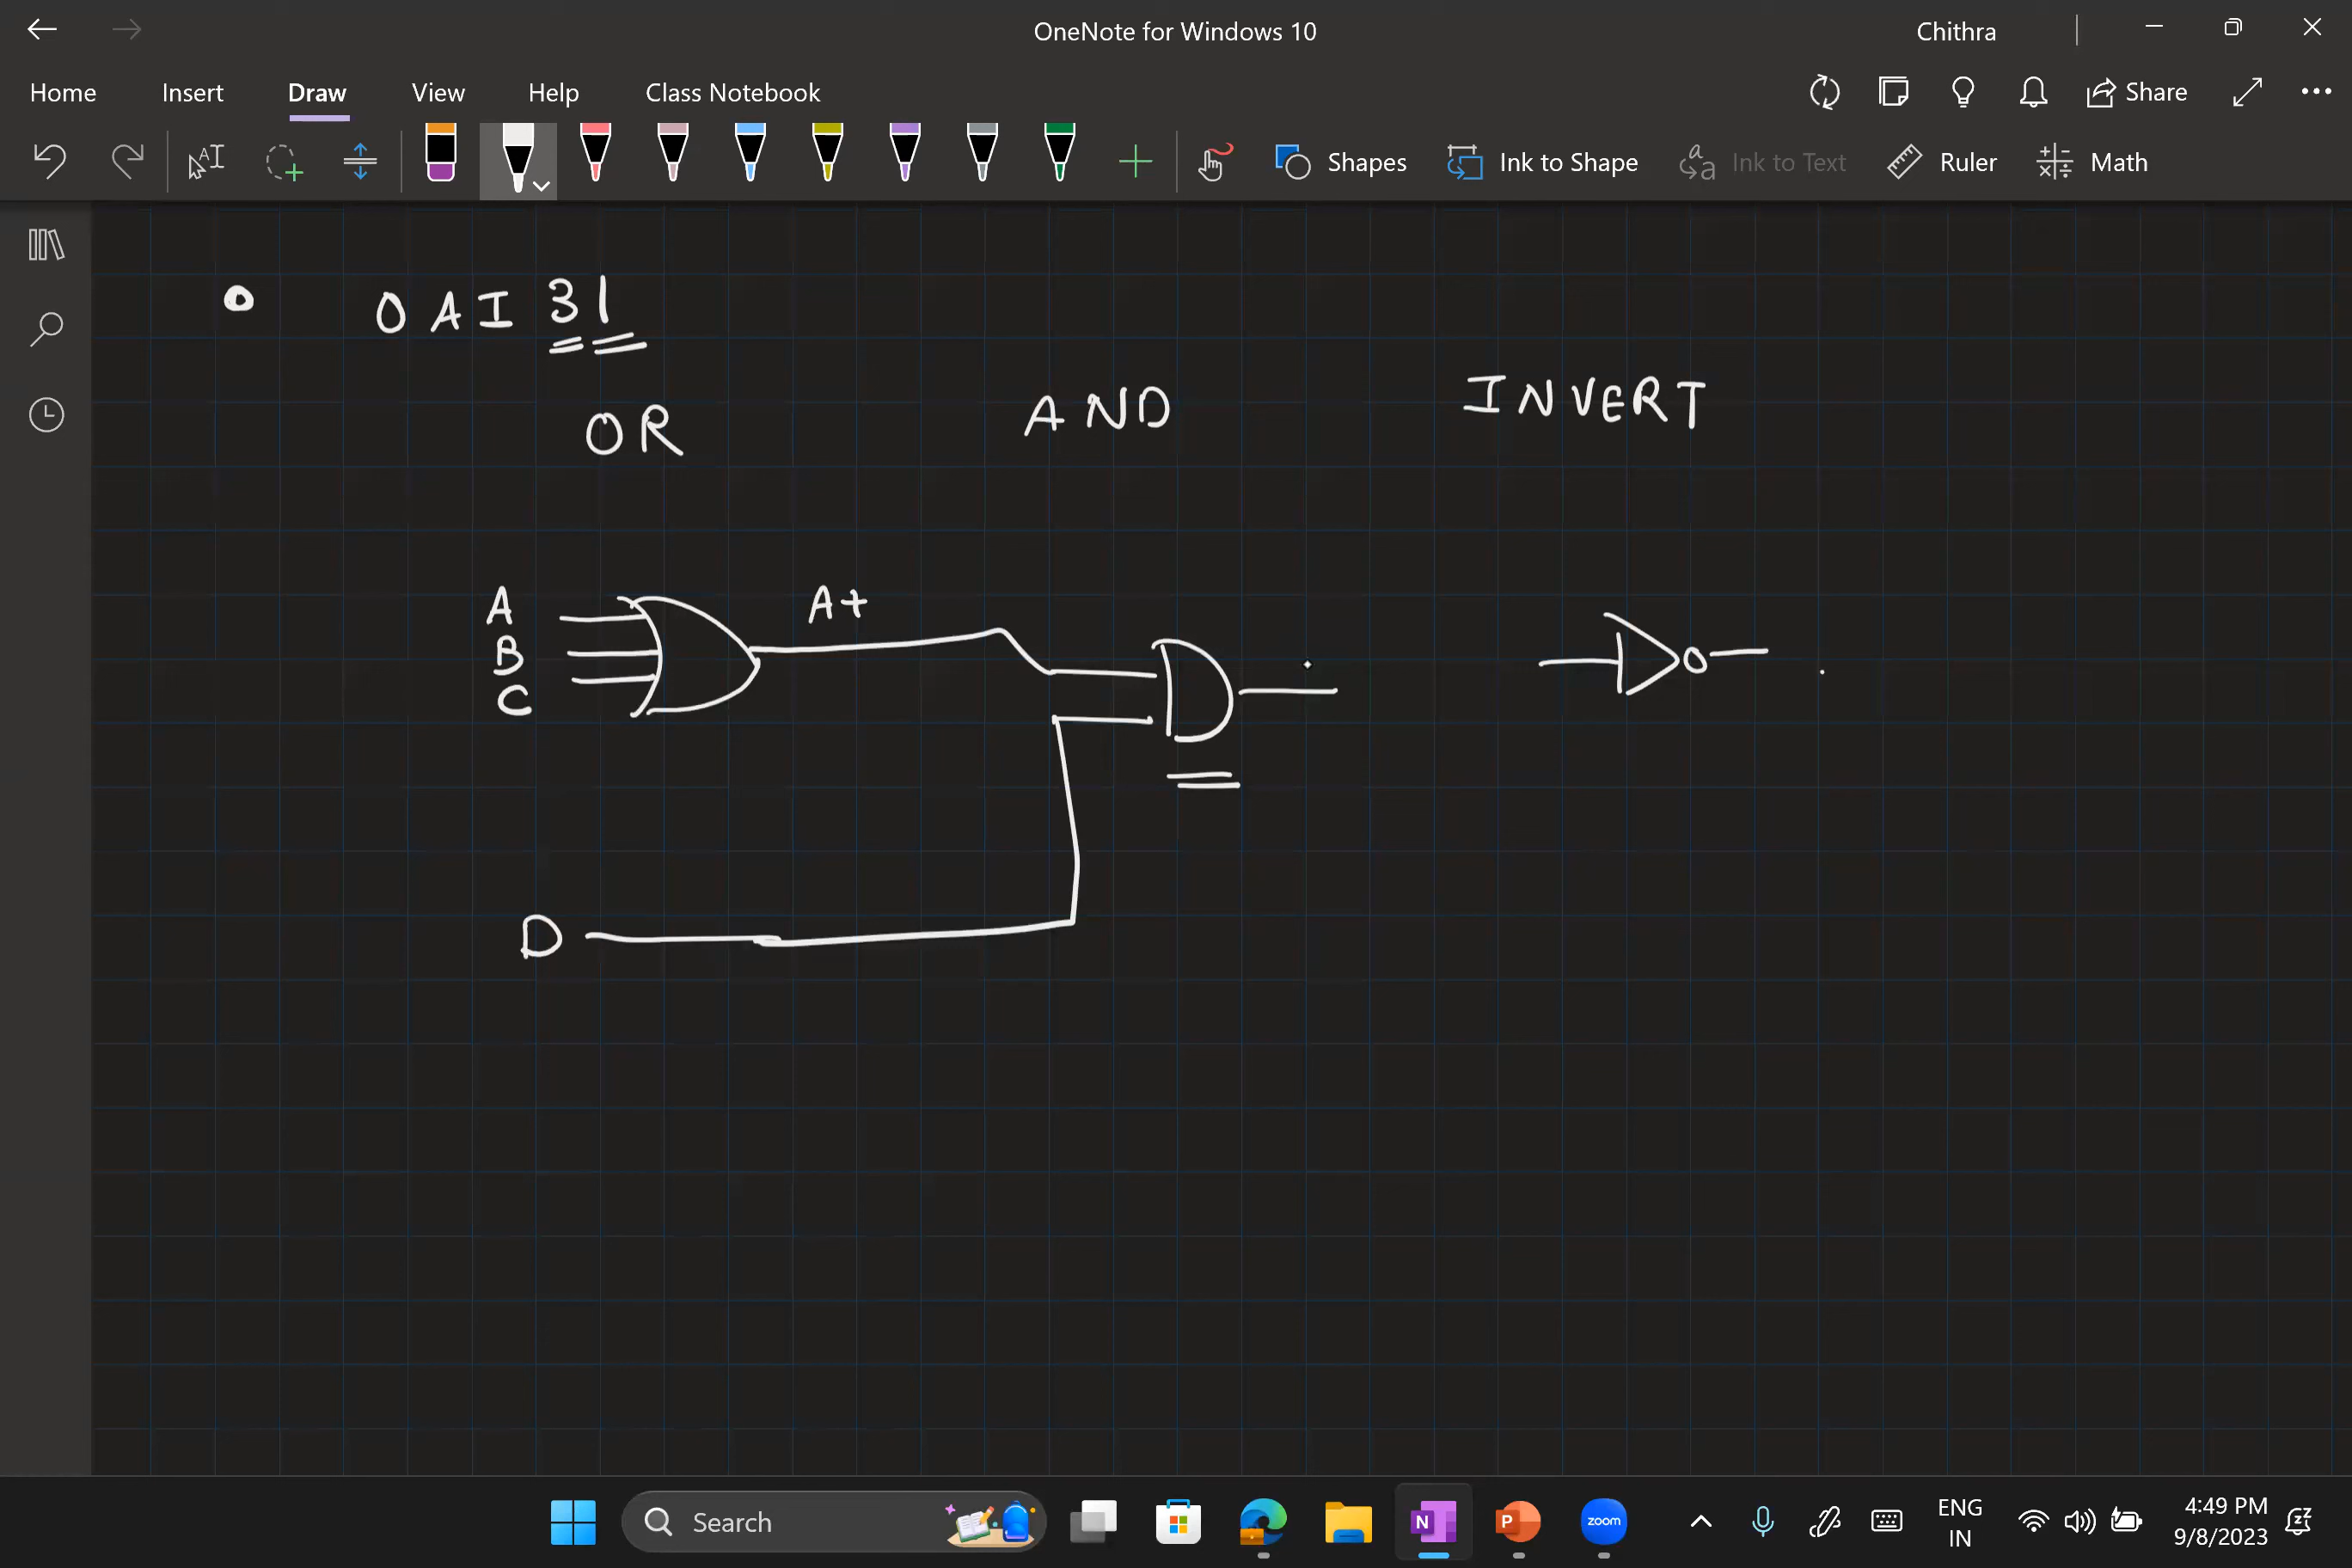 OneNote for Windows 10
Chithra
Home Insert Draw View Help Class Notebook
Share
Shapes Ink to Shape Ink to Text Ruler Math
OAI 31
OR AND INVERT
A
B
C
A+
D
Search
zoom
ENG
IN
4:49 PM
9/8/2023